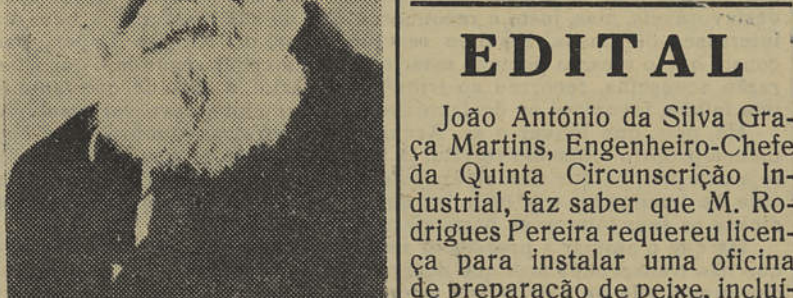 EDITAL
João António da Silva Gra-
ça Martins, Engenheiro-Chefe
da Quinta Circunscrição In-
dustrial, faz saber que M. Ro-
drigues Pereira requereu licen-
ça para instalar uma oficina
de preparação de peixe, incluí-